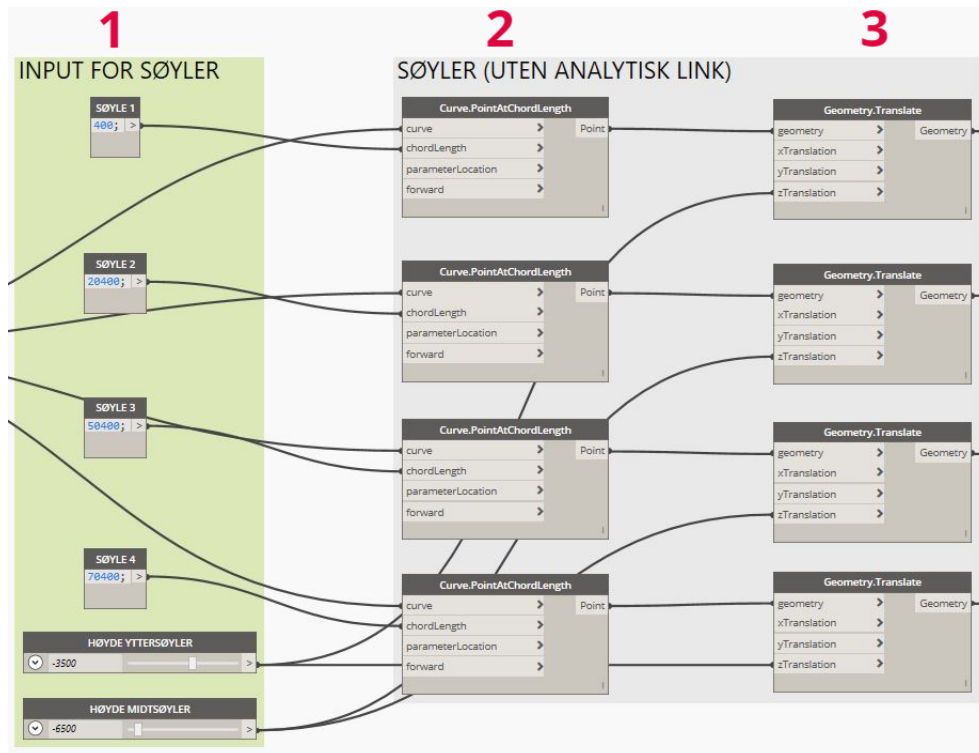 1
2
3
INPUT FOR SØYLER
SØYLER (UTEN ANALYTISK LINK)
SØYLE 1
400; >
SØYLE 2
20400; >
SØYLE 3
50400; >
SØYLE 4
70400; >
HØYDE YTTERSØYLER
-3500 >
HØYDE MIDTSØYLER
-6500 >
Curve.PointAtChordLength
curve > Point
chordLength >
parameterLocation >
forward >
Curve.PointAtChordLength
curve > Point
chordLength >
parameterLocation >
forward >
Curve.PointAtChordLength
curve > Point
chordLength >
parameterLocation >
forward >
Curve.PointAtChordLength
curve > Point
chordLength >
parameterLocation >
forward >
Geometry.Translate
geometry > Geometry
xTranslation >
yTranslation >
zTranslation >
Geometry.Translate
geometry > Geometry
xTranslation >
yTranslation >
zTranslation >
Geometry.Translate
geometry > Geometry
xTranslation >
yTranslation >
zTranslation >
Geometry.Translate
geometry > Geometry
xTranslation >
yTranslation >
zTranslation >